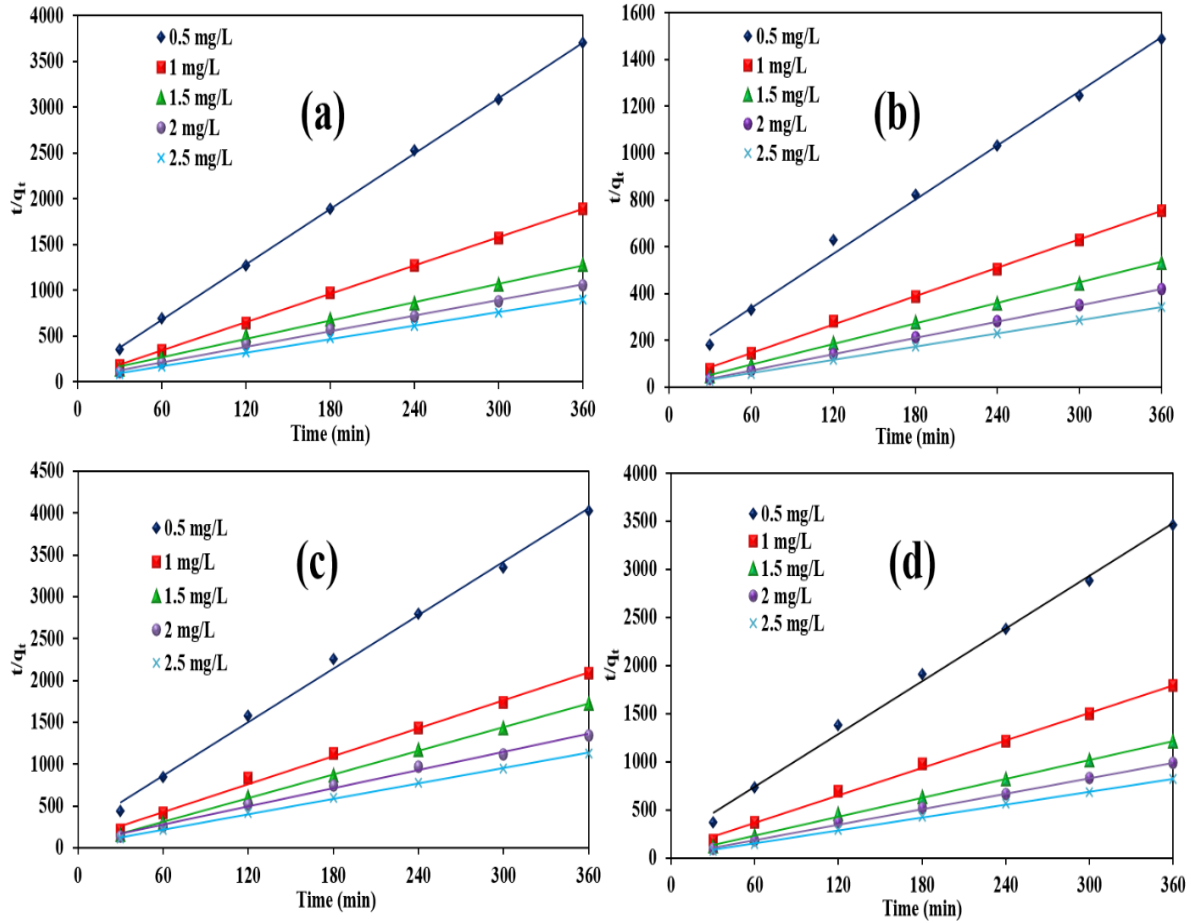 4000
3500
3000
2500
2000
1500
1000
500
0
t/qt
0.5 mg/L
1 mg/L
1.5 mg/L
2 mg/L
2.5 mg/L
(a)
0 60 120 180 240 300 360
Time (min)
1600
1400
1200
1000
800
600
400
200
0
t/qt
0.5 mg/L
1 mg/L
1.5 mg/L
2 mg/L
2.5 mg/L
(b)
0 60 120 180 240 300 360
Time (min)
4500
4000
3500
3000
2500
2000
1500
1000
500
0
t/qt
0.5 mg/L
1 mg/L
1.5 mg/L
2 mg/L
2.5 mg/L
(c)
0 60 120 180 240 300 360
Time (min)
4000
3500
3000
2500
2000
1500
1000
500
0
t/qt
0.5 mg/L
1 mg/L
1.5 mg/L
2 mg/L
2.5 mg/L
(d)
0 60 120 180 240 300 360
Time (min)